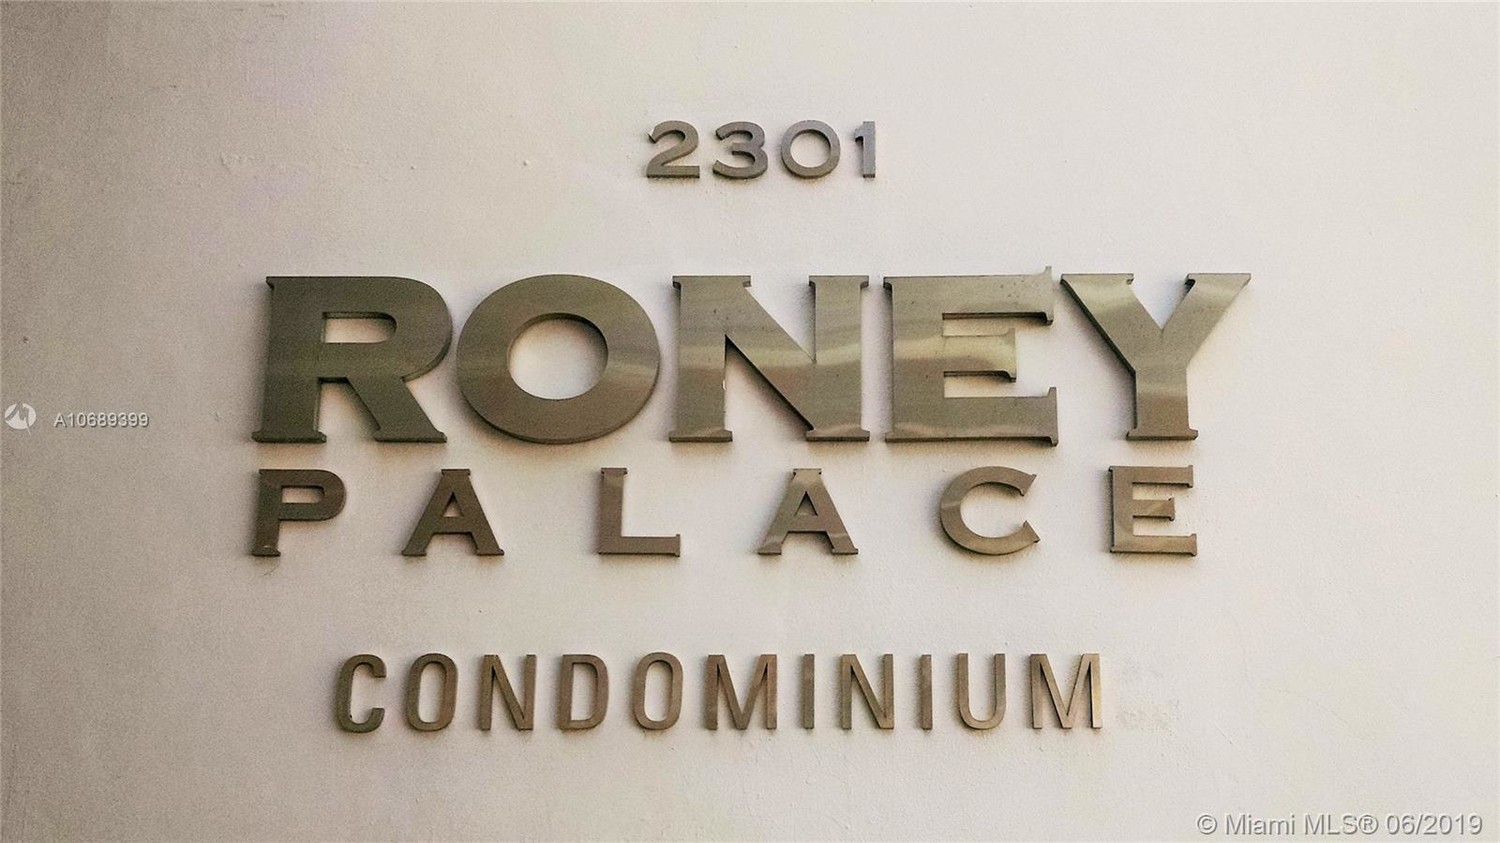 2301
RONEY
PALACE
CONDOMINIUM
A10689399
© Miami MLS® 06/2019